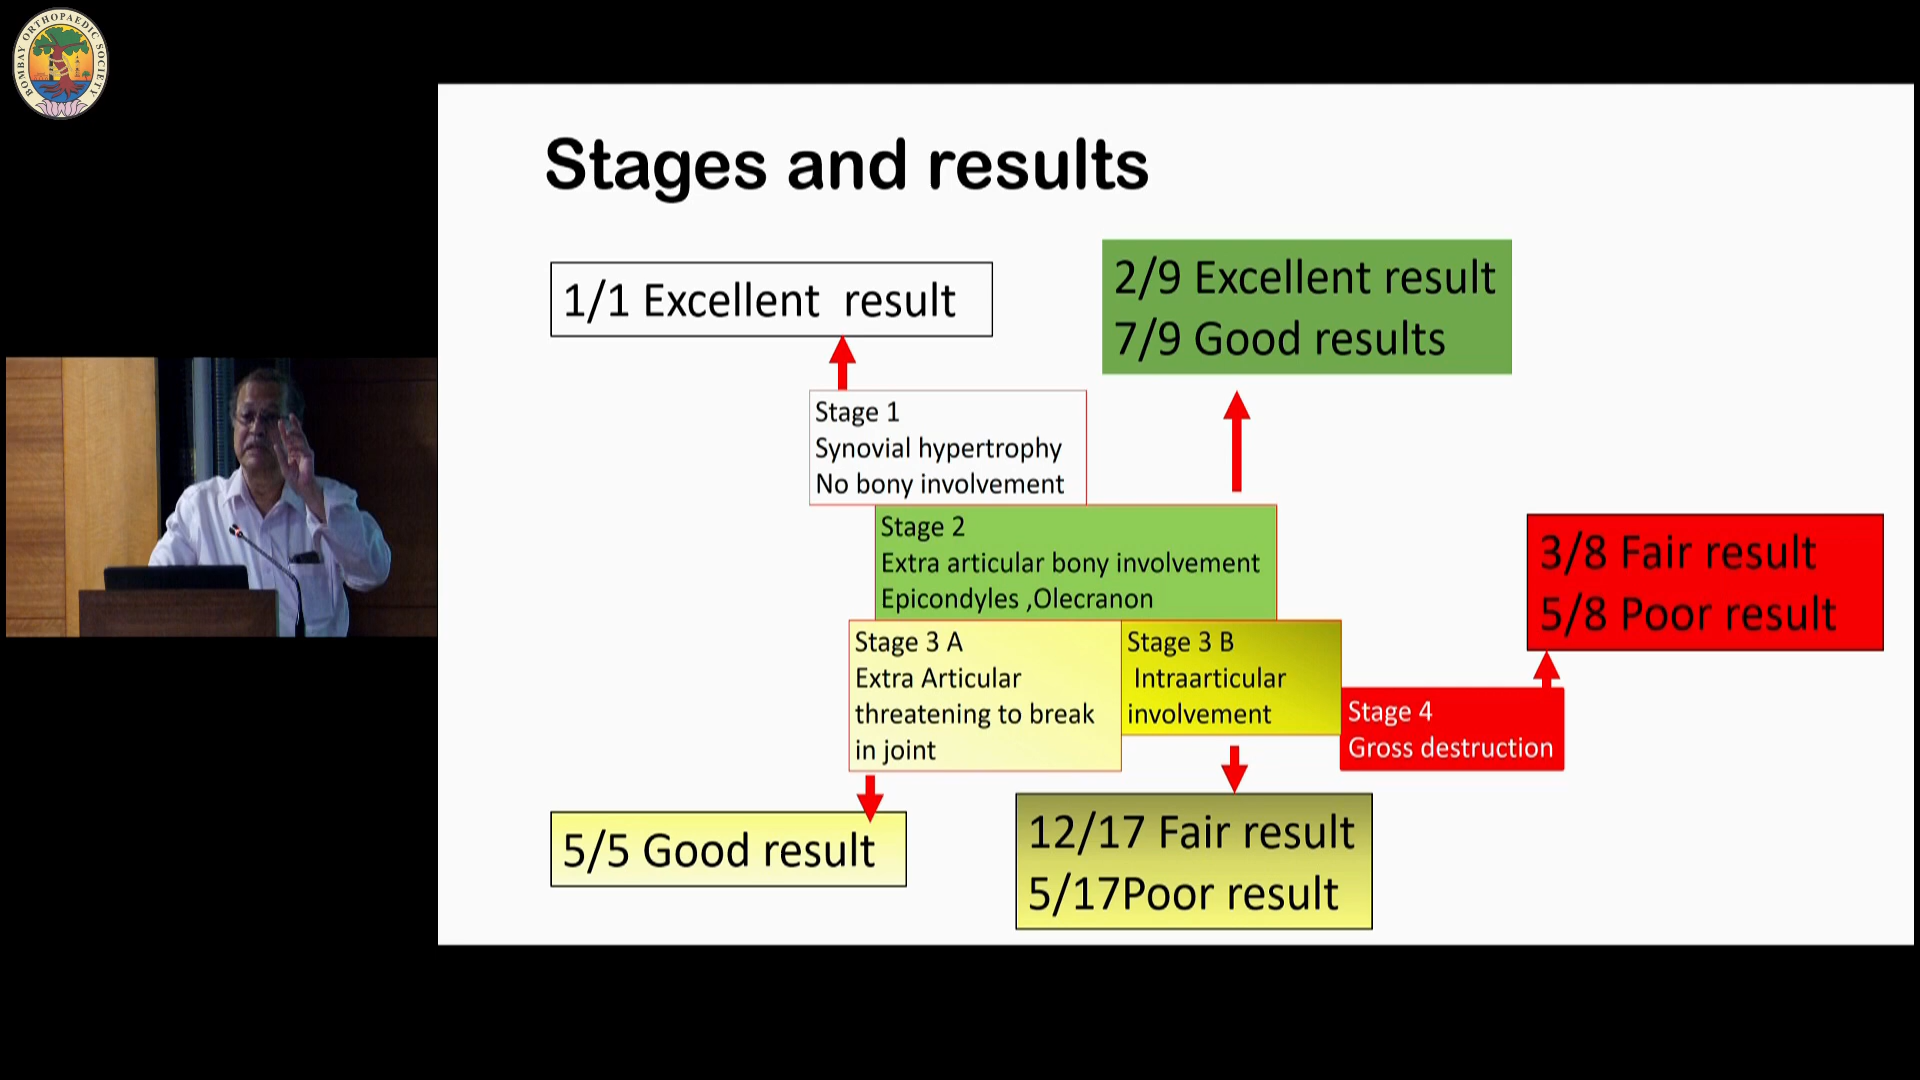 BOMBAY ORTHOPAEDIC SOCIETY
Stages and results
1/1 Excellent result
2/9 Excellent result
7/9 Good results
Stage 1
Synovial hypertrophy
No bony involvement
Stage 2
Extra articular bony involvement
Epicondyles ,Olecranon
3/8 Fair result
5/8 Poor result
Stage 3 A
Extra Articular
threatening to break
in joint
Stage 3 B
Intraarticular
involvement
Stage 4
Gross destruction
5/5 Good result
12/17 Fair result
5/17Poor result